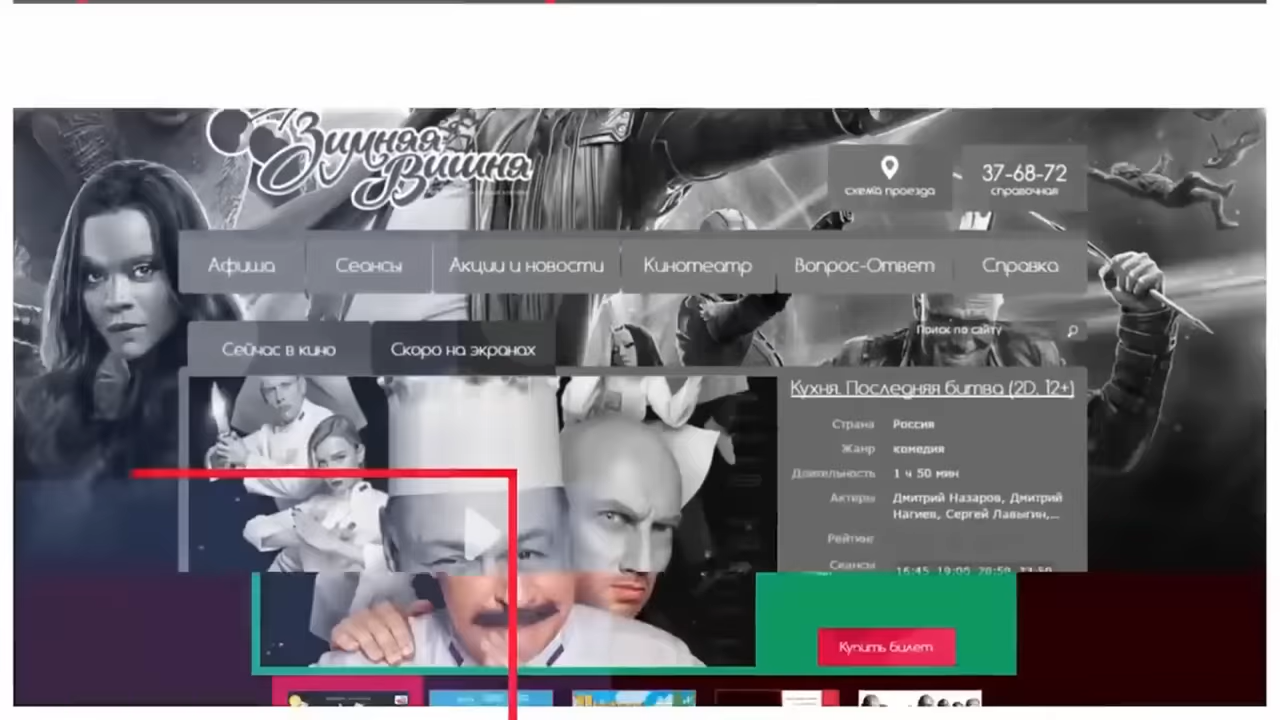 Зимняя
Вишня
схема проезда
37-68-72
справочная
Афиша
Сеансы
Акции и новости
Кинотеатр
Вопрос-Ответ
Справка
Поиск по сайту
Сейчас в кино
Скоро на экранах
Кухня. Последняя битва (2D, 12+)
Страна Россия
Жанр комедия
Длительность 1 ч 50 мин
Актеры Дмитрий Назаров, Дмитрий
Нагиев, Сергей Лавыгин,...
Рейтинг
Сеансы
Купить билет